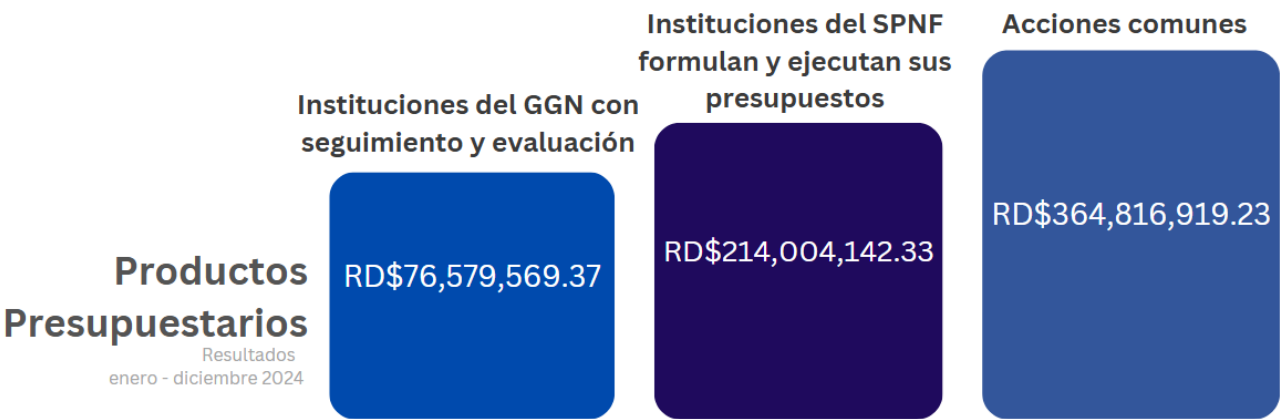 Productos
Presupuestarios
Resultados
enero - diciembre 2024
Instituciones del GGN con
seguimiento y evaluación
RD$76,579,569.37
Instituciones del SPNF
formulan y ejecutan sus
presupuestos
RD$214,004,142.33
Acciones comunes
RD$364,816,919.23